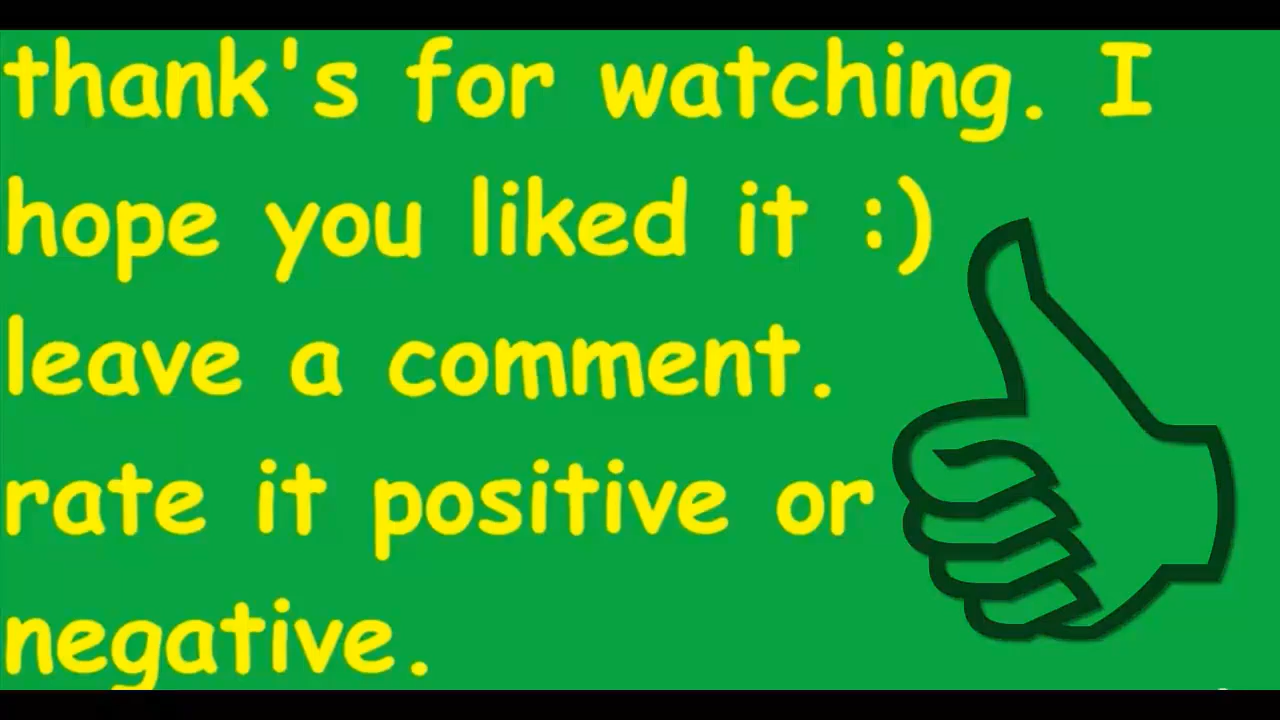 thank's for watching. I
hope you liked it :)
leave a comment.
rate it positive or
negative.